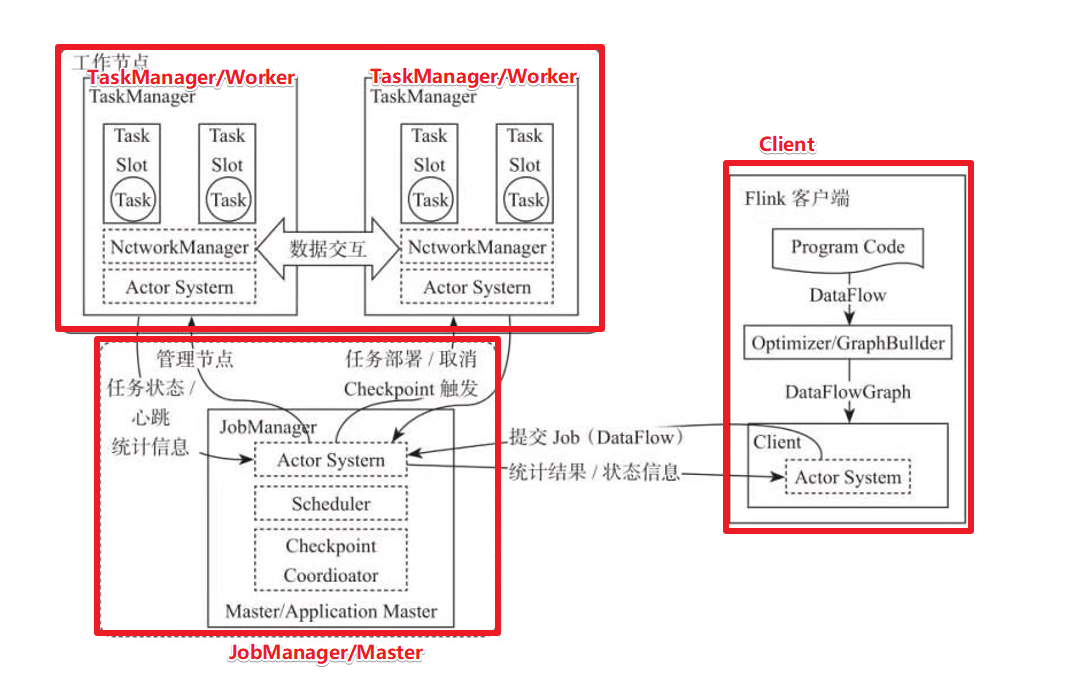 工作节点
TaskManager/Worker
TaskManager/Worker
TaskManager
TaskManager
Task
Slot
Task
Task
Slot
Task
Task
Slot
Task
Task
Slot
Task
NctworkManager
数据交互
NctworkManager
Actor Systern
Actor Systern
Client
Flink 客户端
Program Code
DataFlow
Optimizer/GraphBullder
DataFlowGraph
Client
Actor System
管理节点
任务状态 /
心跳
统计信息
任务部署 / 取消
Checkpoint 触发
提交 Job（DataFlow）
统计结果 / 状态信息
JobManager
Actor Systern
Scheduler
Checkpoint
Coordioator
Master/Application Master
JobManager/Master